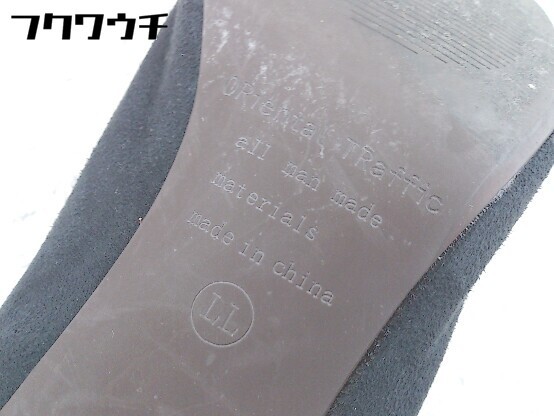 フクワウチ
ORiental TRaffic
all man made
materials
made in china
LL